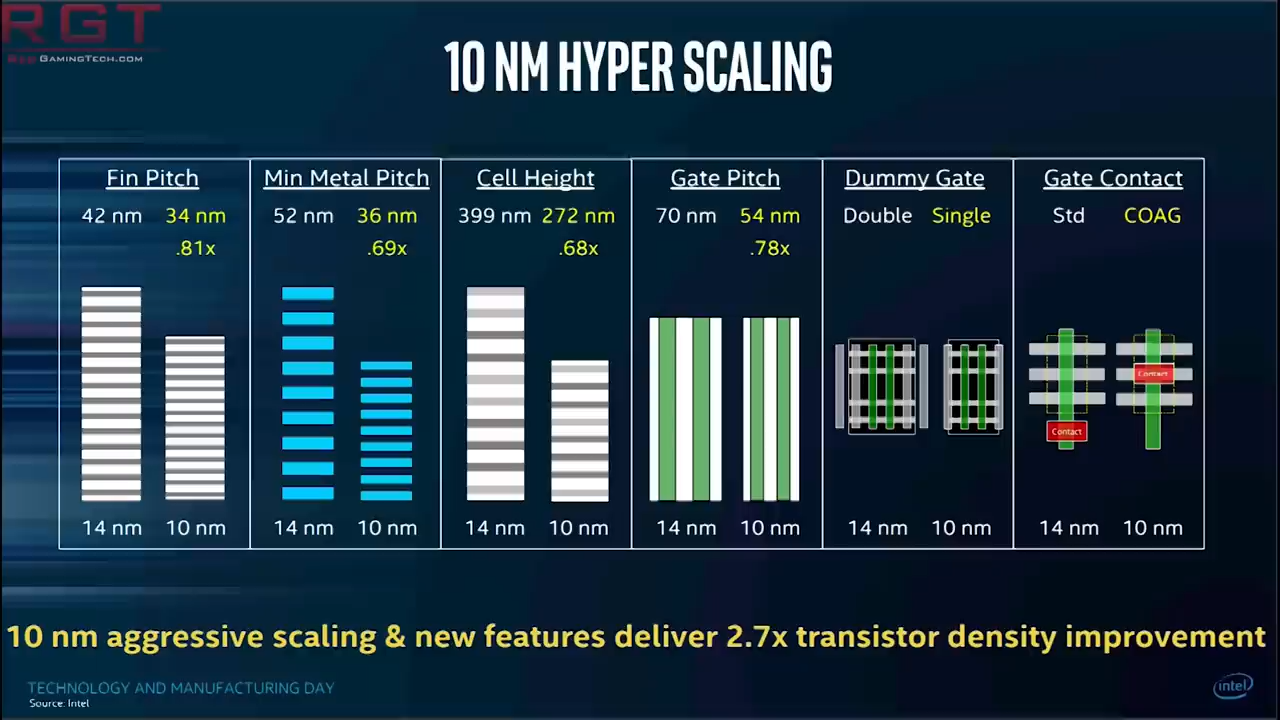 RGT
REDGAMINGTECH.COM
10 NM HYPER SCALING
Fin Pitch
42 nm 34 nm
.81x
14 nm 10 nm
Min Metal Pitch
52 nm 36 nm
.69x
14 nm 10 nm
Cell Height
399 nm 272 nm
.68x
14 nm 10 nm
Gate Pitch
70 nm 54 nm
.78x
14 nm 10 nm
Dummy Gate
Double Single
14 nm 10 nm
Gate Contact
Std COAG
Contact
Contact
14 nm 10 nm
10 nm aggressive scaling & new features deliver 2.7x transistor density improvement
TECHNOLOGY AND MANUFACTURING DAY
Source: Intel
intel